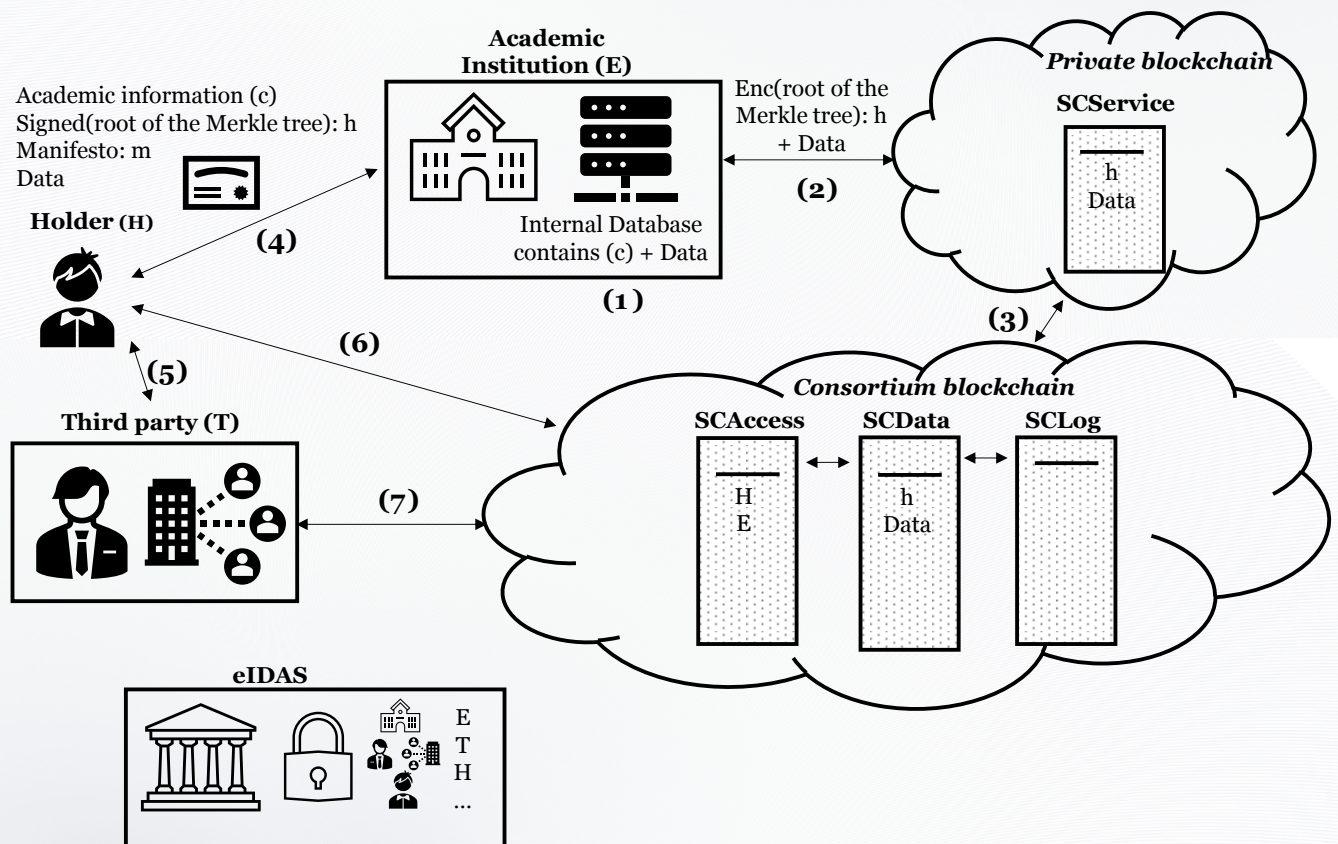 Academic
Institution (E)
Private blockchain
SCService
h
Data
Enc(root of the
Merkle tree): h
+ Data
(2)
Academic information (c)
Signed(root of the Merkle tree): h
Manifesto: m
Data
Holder (H)
(4)
Internal Database
contains (c) + Data
(1)
(3)
(6)
(5)
Third party (T)
(7)
Consortium blockchain
SCAccess
H
E
SCData
h
Data
SCLog
eIDAS
E
T
H
...